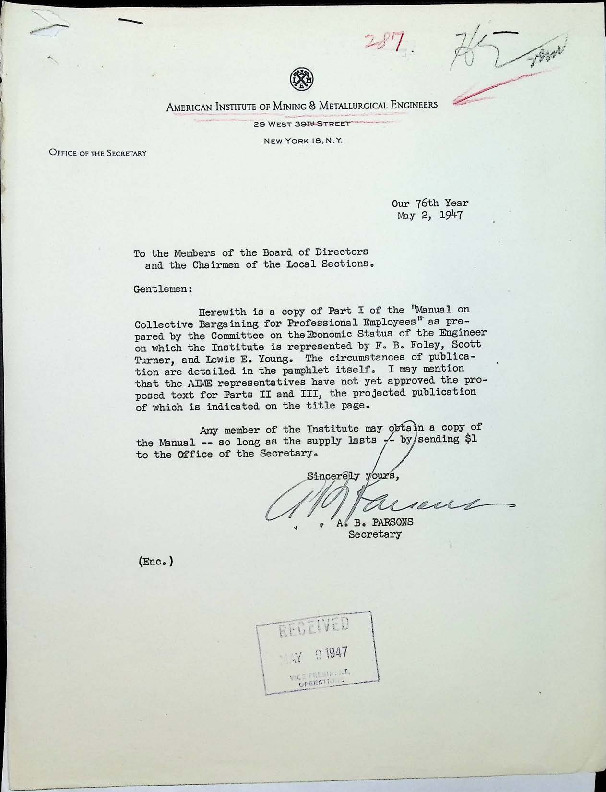 287
AMERICAN INSTITUTE OF MINING & METALLURGICAL ENGINEERS
29 WEST 39TH STREET
NEW YORK 18, N.Y.
OFFICE OF THE SECRETARY
Our 76th Year
May 2, 1947
To the Members of the Board of Directors
and the Chairmen of the Local Sections.
Gentlemen:
Herewith is a copy of Part I of the "Manual on
Collective Bargaining for Professional Employees" as pre-
pared by the Committee on the Economic Status of the Engineer
on which the Institute is represented by F. B. Foley, Scott
Turner, and Lewis E. Young. The circumstances of publica-
tion are detailed in the pamphlet itself. I may mention
that the AIME representatives have not yet approved the pro-
posed text for Parts II and III, the projected publication
of which is indicated on the title page.
Any member of the Institute may obtain a copy of
the Manual -- so long as the supply lasts -- by sending $1
to the Office of the Secretary.
Sincerely yours,
A B Parsons
A. B. PARSONS
Secretary
(Enc.)
RECEIVED
MAY 1947